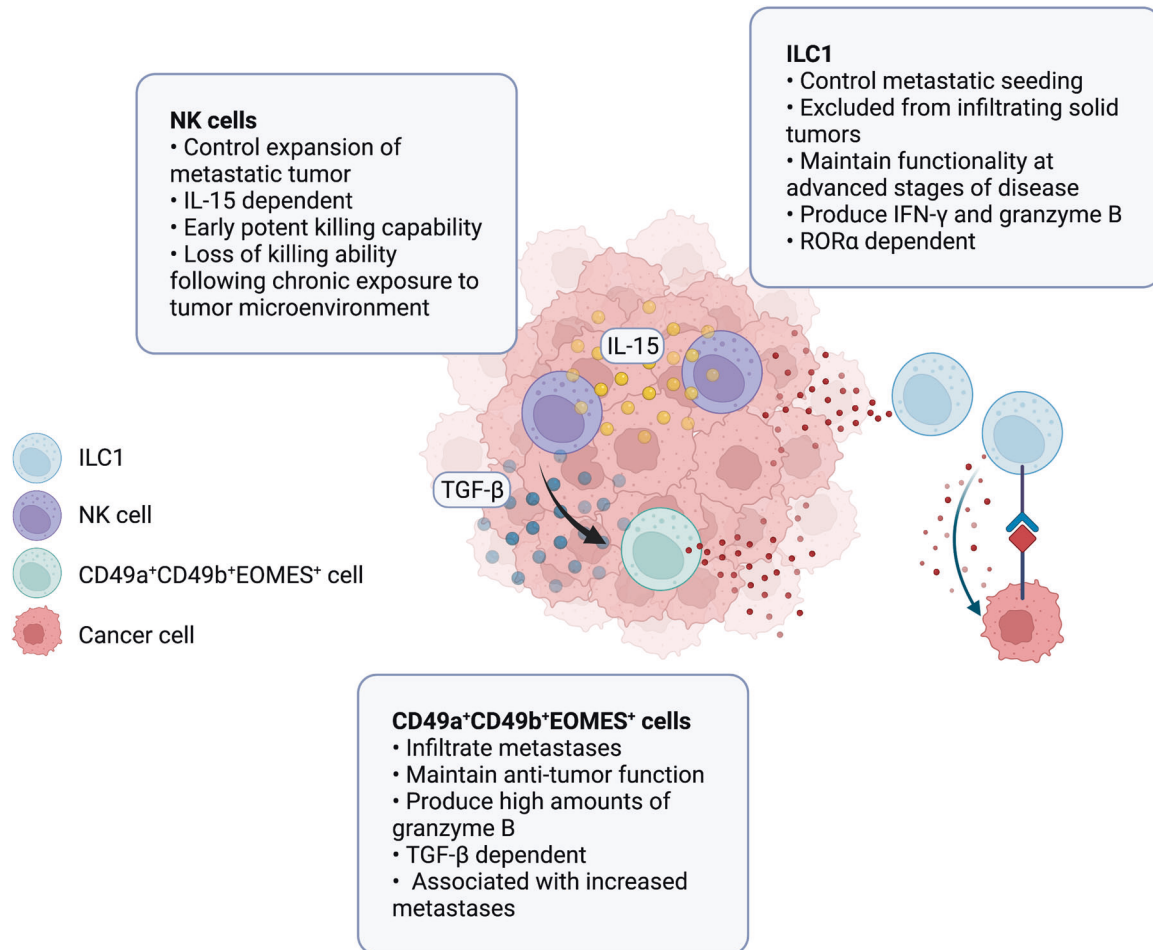 ILC1
• Control metastatic seeding
• Excluded from infiltrating solid
tumors
• Maintain functionality at
advanced stages of disease
• Produce IFN-γ and granzyme B
• RORα dependent
NK cells
• Control expansion of
metastatic tumor
• IL-15 dependent
• Early potent killing capability
• Loss of killing ability
following chronic exposure to
tumor microenvironment
IL-15
TGF-β
ILC1
NK cell
CD49a⁺CD49b⁺EOMES⁺ cell
Cancer cell
CD49a⁺CD49b⁺EOMES⁺ cells
• Infiltrate metastases
• Maintain anti-tumor function
• Produce high amounts of
granzyme B
• TGF-β dependent
• Associated with increased
metastases